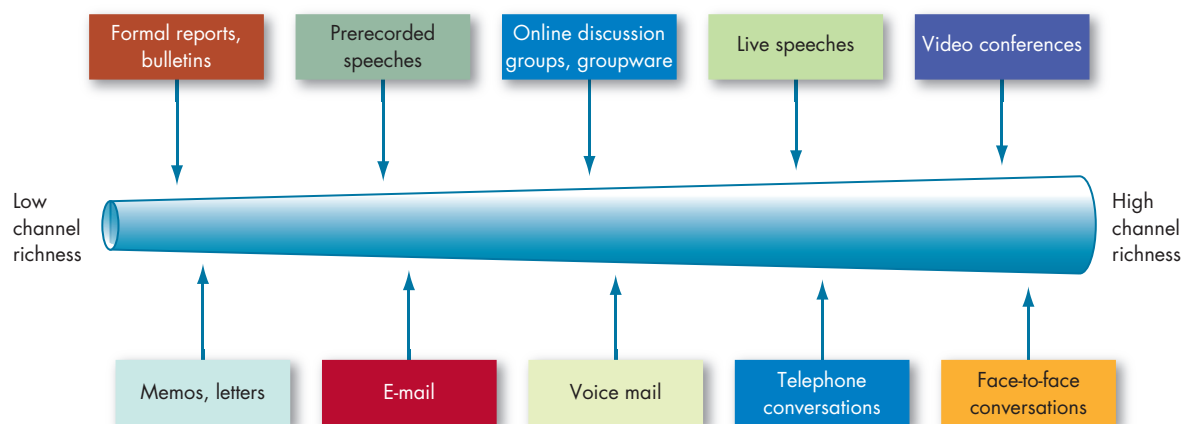 Formal reports,
bulletins
Prerecorded
speeches
Online discussion
groups, groupware
Live speeches
Video conferences
Low
channel
richness
High
channel
richness
Memos, letters
E-mail
Voice mail
Telephone
conversations
Face-to-face
conversations